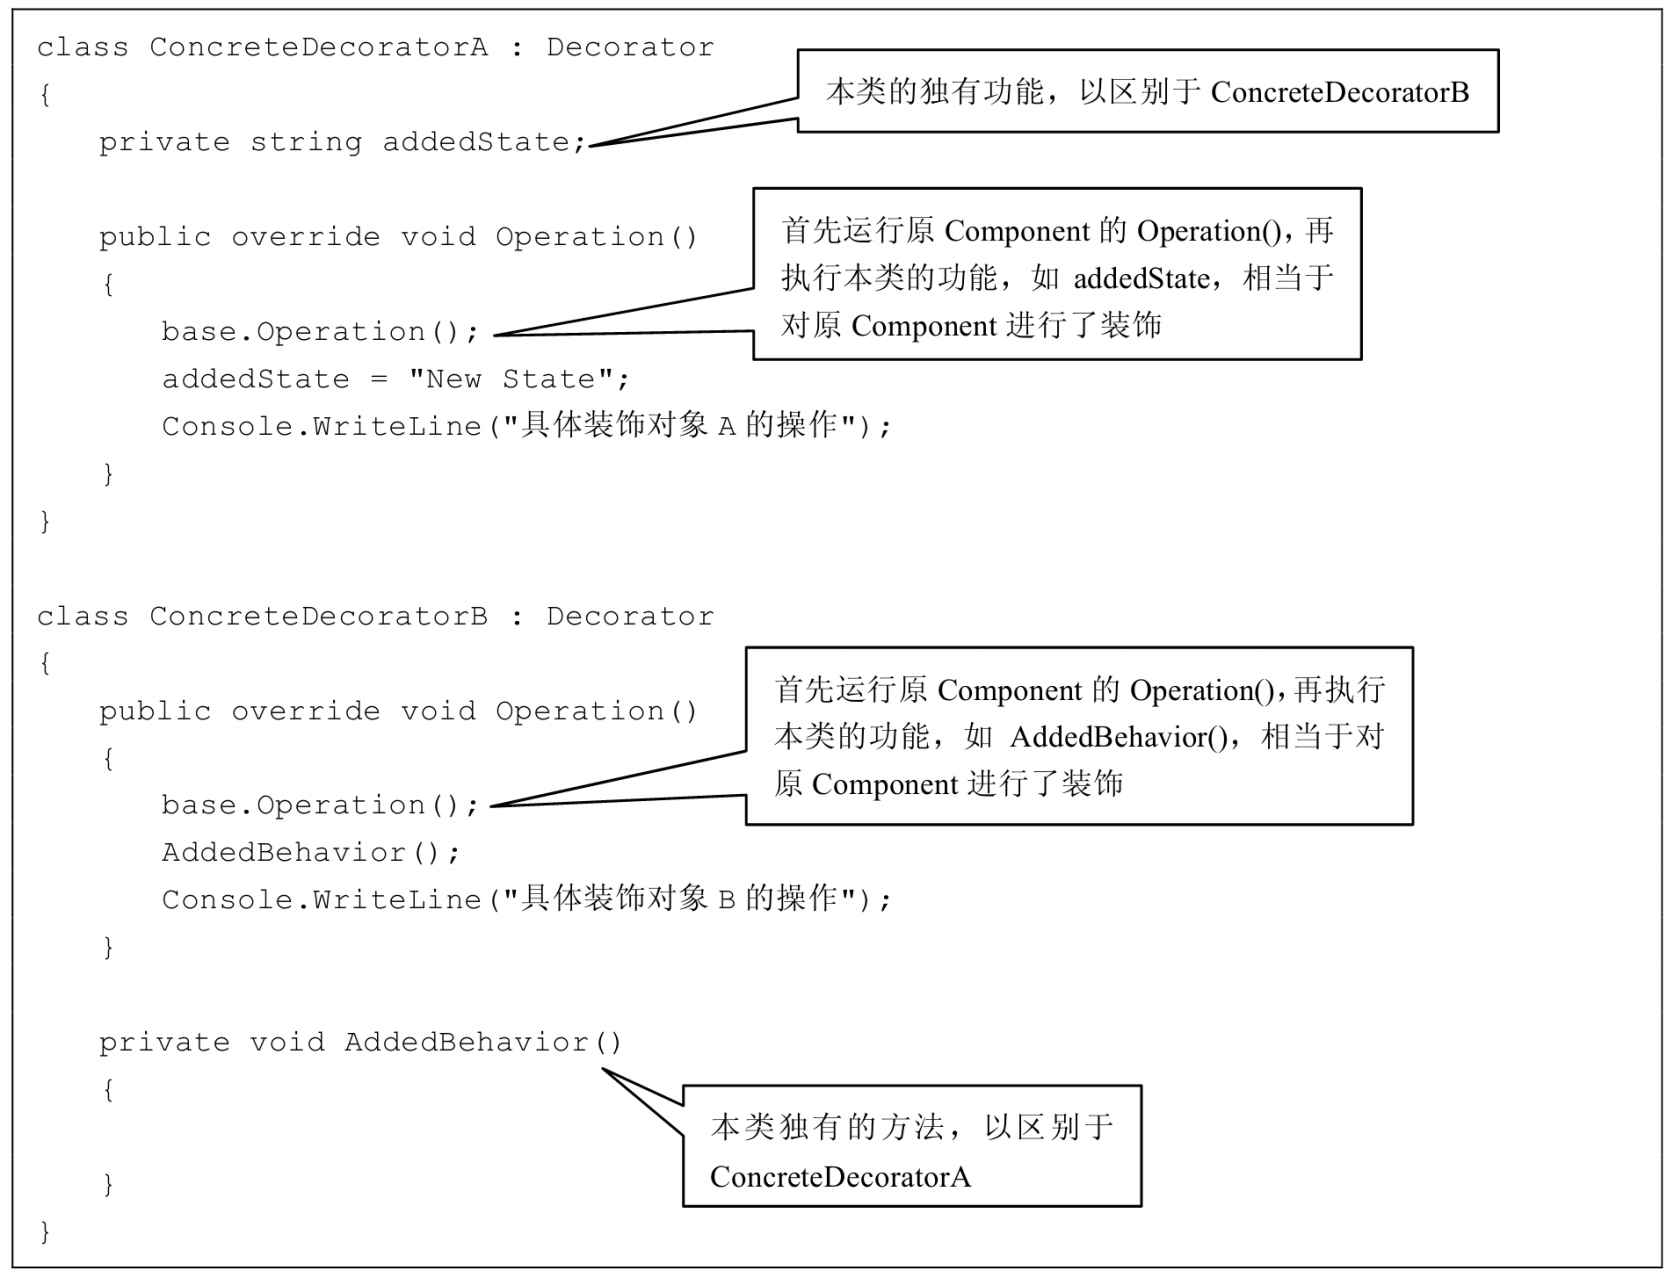 class ConcreteDecoratorA : Decorator
{
本类的独有功能，以区别于 ConcreteDecoratorB
private string addedState;
public override void Operation()
{
首先运行原 Component 的 Operation()，再
执行本类的功能，如 addedState，相当于
对原 Component 进行了装饰
base.Operation();
addedState = "New State";
Console.WriteLine("具体装饰对象 A 的操作");
}
}
class ConcreteDecoratorB : Decorator
{
public override void Operation()
{
首先运行原 Component 的 Operation()，再执行
本类的功能，如 AddedBehavior()，相当于对
原 Component 进行了装饰
base.Operation();
AddedBehavior();
Console.WriteLine("具体装饰对象 B 的操作");
}
private void AddedBehavior()
{
本类独有的方法，以区别于
ConcreteDecoratorA
}
}